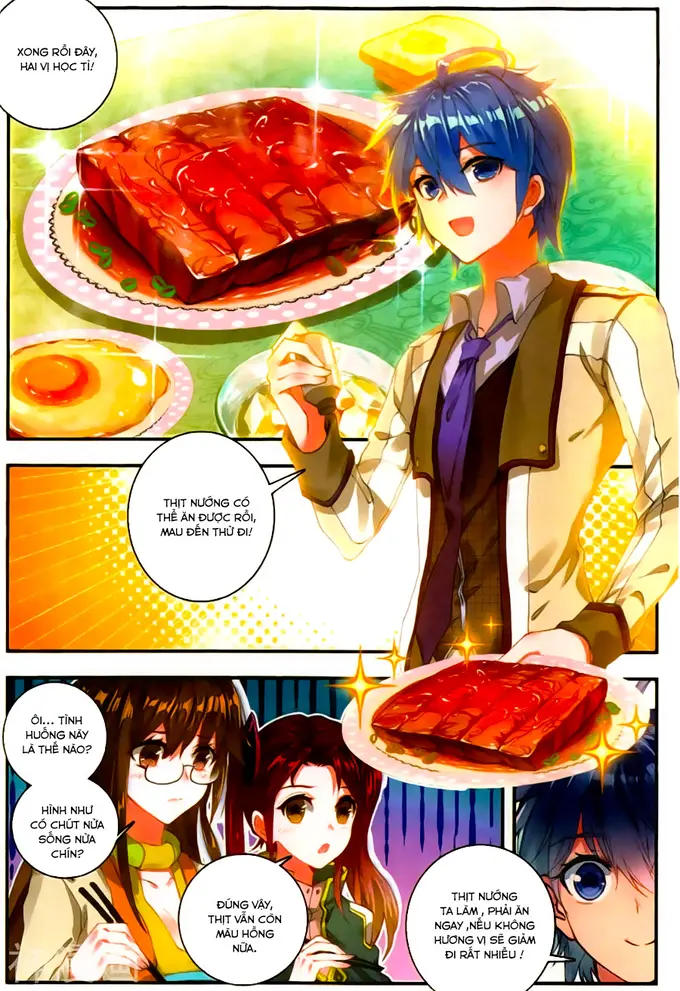 XONG RỒI ĐÂY,
HAI VỊ HỌC TỈ!
THỊT NƯỚNG CÓ
THỂ ĂN ĐƯỢC RỒI,
MAU ĐẾN THỬ ĐI!
ÔI... TÌNH
HUỐNG NÀY
LÀ THẾ NÀO?
HÌNH NHƯ
CÓ CHÚT NỬA
SỐNG NỬA
CHÍN?
ĐÚNG VẬY,
THỊT VẪN CÒN
MÀU HỒNG
NỮA.
THỊT NƯỚNG
TA LÀM , PHẢI ĂN
NGAY ,NẾU KHÔNG
HƯƠNG VỊ SẼ GIẢM
ĐI RẤT NHIỀU !